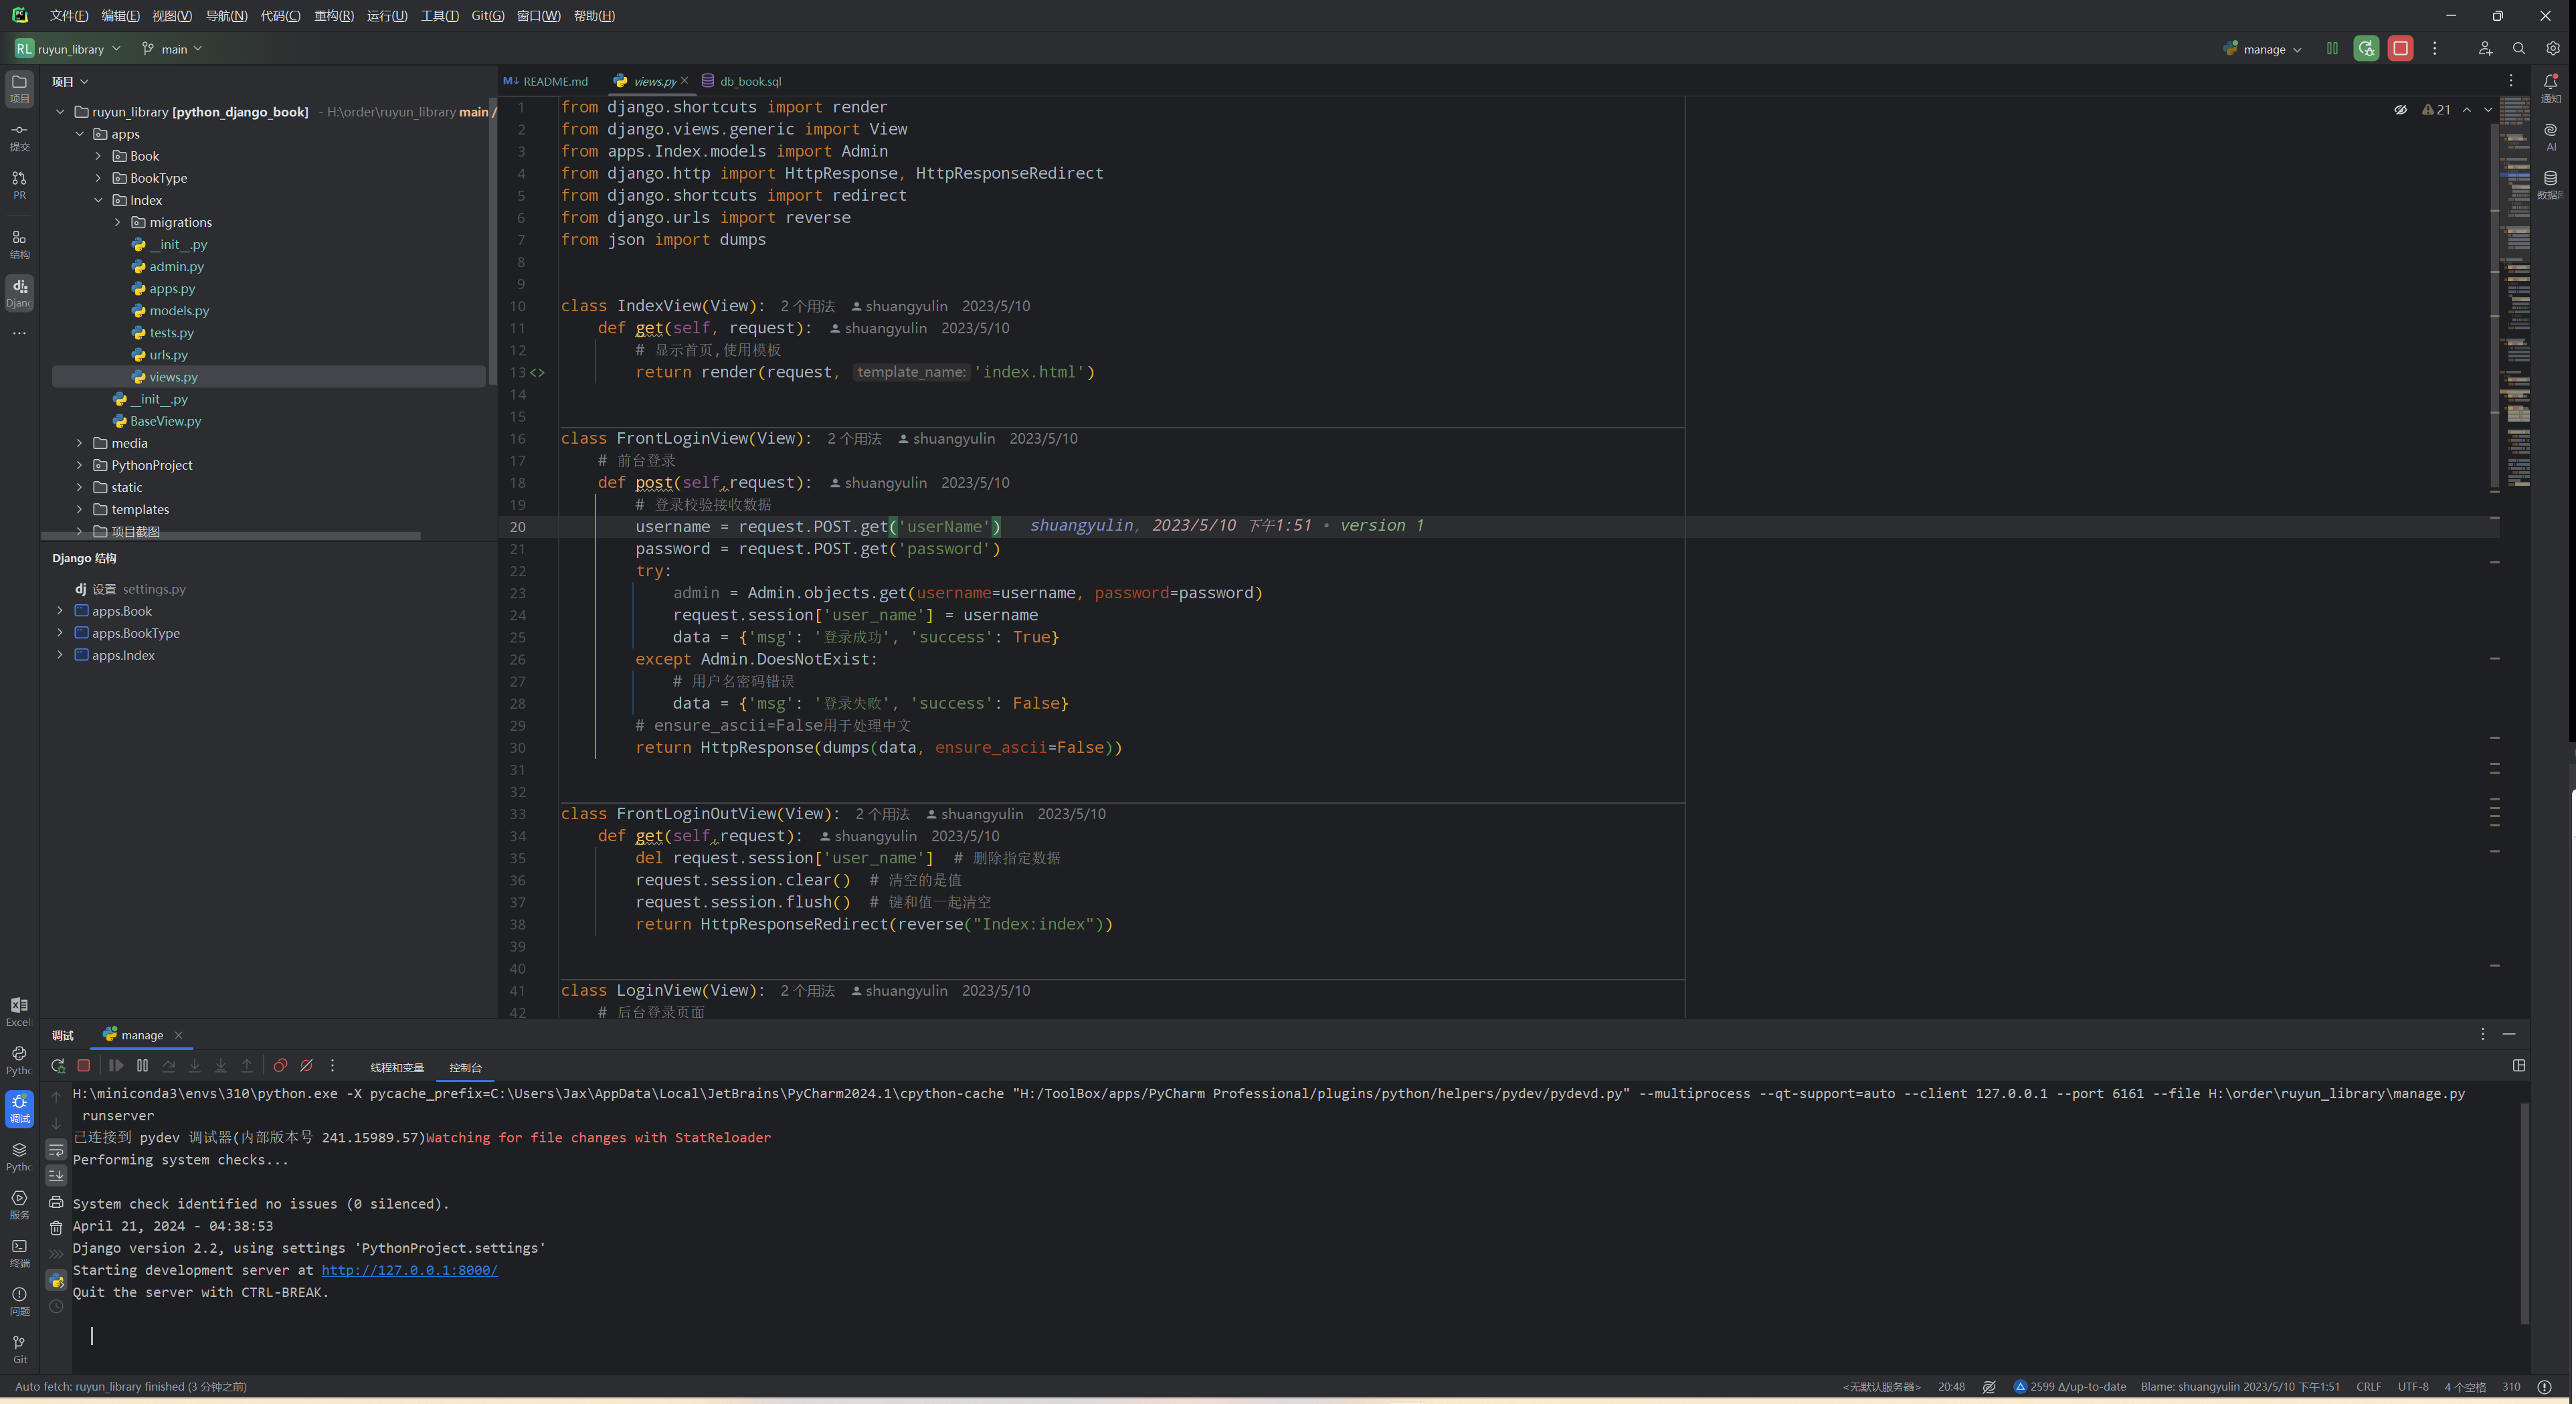 文件(F) 编辑(E) 视图(V) 导航(N) 代码(C) 重构(R) 运行(U) 工具(T) Git(G) 窗口(W) 帮助(H)
RL ruyun_library main manage
项目
README.md views.py db_book.sql
项目
提交
PR
结构
Djang
ruyun_library [python_django_book] - H:\order\ruyun_library main /
apps
Book
BookType
Index
migrations
__init__.py
admin.py
apps.py
models.py
tests.py
urls.py
views.py
__init__.py
BaseView.py
media
PythonProject
static
templates
项目截图
Django 结构
dj 设置 settings.py
apps.Book
apps.BookType
apps.Index
21
1 from django.shortcuts import render
2 from django.views.generic import View
3 from apps.Index.models import Admin
4 from django.http import HttpResponse, HttpResponseRedirect
5 from django.shortcuts import redirect
6 from django.urls import reverse
7 from json import dumps
8
9
10 class IndexView(View): 2 个用法 shuangyulin 2023/5/10
11 def get(self, request): shuangyulin 2023/5/10
12 # 显示首页,使用模板
13 <> return render(request, template_name: 'index.html')
14
15
16 class FrontLoginView(View): 2 个用法 shuangyulin 2023/5/10
17 # 前台登录
18 def post(self,request): shuangyulin 2023/5/10
19 # 登录校验接收数据
20 username = request.POST.get('userName') shuangyulin, 2023/5/10 下午1:51 · version 1
21 password = request.POST.get('password')
22 try:
23 admin = Admin.objects.get(username=username, password=password)
24 request.session['user_name'] = username
25 data = {'msg': '登录成功', 'success': True}
26 except Admin.DoesNotExist:
27 # 用户名密码错误
28 data = {'msg': '登录失败', 'success': False}
29 # ensure_ascii=False用于处理中文
30 return HttpResponse(dumps(data, ensure_ascii=False))
31
32
33 class FrontLoginOutView(View): 2 个用法 shuangyulin 2023/5/10
34 def get(self,request): shuangyulin 2023/5/10
35 del request.session['user_name'] # 删除指定数据
36 request.session.clear() # 清空的是值
37 request.session.flush() # 键和值一起清空
38 return HttpResponseRedirect(reverse("Index:index"))
39
40
41 class LoginView(View): 2 个用法 shuangyulin 2023/5/10
42 # 后台登录页面
通知
AI
数据库
Excel
Pytho
调试
Pytho
服务
终端
问题
Git
调试 manage
线程和变量 控制台
H:\miniconda3\envs\310\python.exe -X pycache_prefix=C:\Users\Jax\AppData\Local\JetBrains\PyCharm2024.1\cpython-cache "H:/ToolBox/apps/PyCharm Professional/plugins/python/helpers/pydev/pydevd.py" --multiprocess --qt-support=auto --client 127.0.0.1 --port 6161 --file H:\order\ruyun_library\manage.py
runserver
已连接到 pydev 调试器(内部版本号 241.15989.57)Watching for file changes with StatReloader
Performing system checks...
System check identified no issues (0 silenced).
April 21, 2024 - 04:38:53
Django version 2.2, using settings 'PythonProject.settings'
Starting development server at http://127.0.0.1:8000/
Quit the server with CTRL-BREAK.
Auto fetch: ruyun_library finished (3 分钟之前) <无默认服务器> 20:48 2599 Δ/up-to-date Blame: shuangyulin 2023/5/10 下午1:51 CRLF UTF-8 4 个空格 310